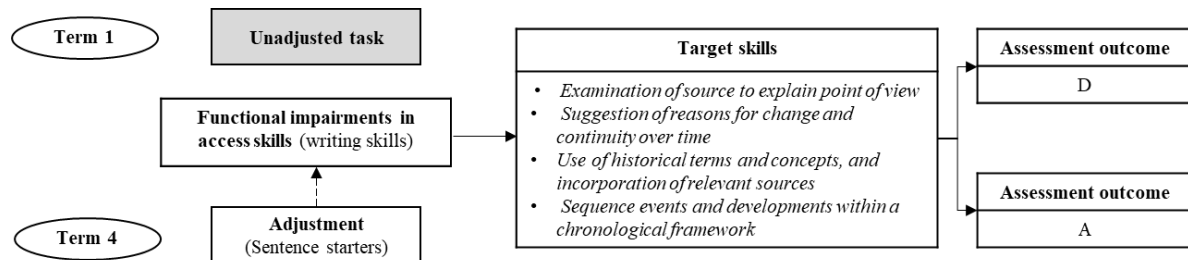 Term 1
Unadjusted task
Functional impairments in
access skills (writing skills)
Term 4
Adjustment
(Sentence starters)
Target skills
• Examination of source to explain point of view
• Suggestion of reasons for change and
continuity over time
• Use of historical terms and concepts, and
incorporation of relevant sources
• Sequence events and developments within a
chronological framework
Assessment outcome
D
Assessment outcome
A